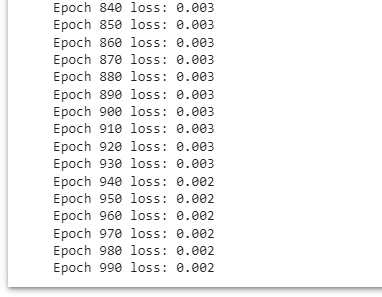 Epoch 840 loss: 0.003
Epoch 850 loss: 0.003
Epoch 860 loss: 0.003
Epoch 870 loss: 0.003
Epoch 880 loss: 0.003
Epoch 890 loss: 0.003
Epoch 900 loss: 0.003
Epoch 910 loss: 0.003
Epoch 920 loss: 0.003
Epoch 930 loss: 0.003
Epoch 940 loss: 0.002
Epoch 950 loss: 0.002
Epoch 960 loss: 0.002
Epoch 970 loss: 0.002
Epoch 980 loss: 0.002
Epoch 990 loss: 0.002